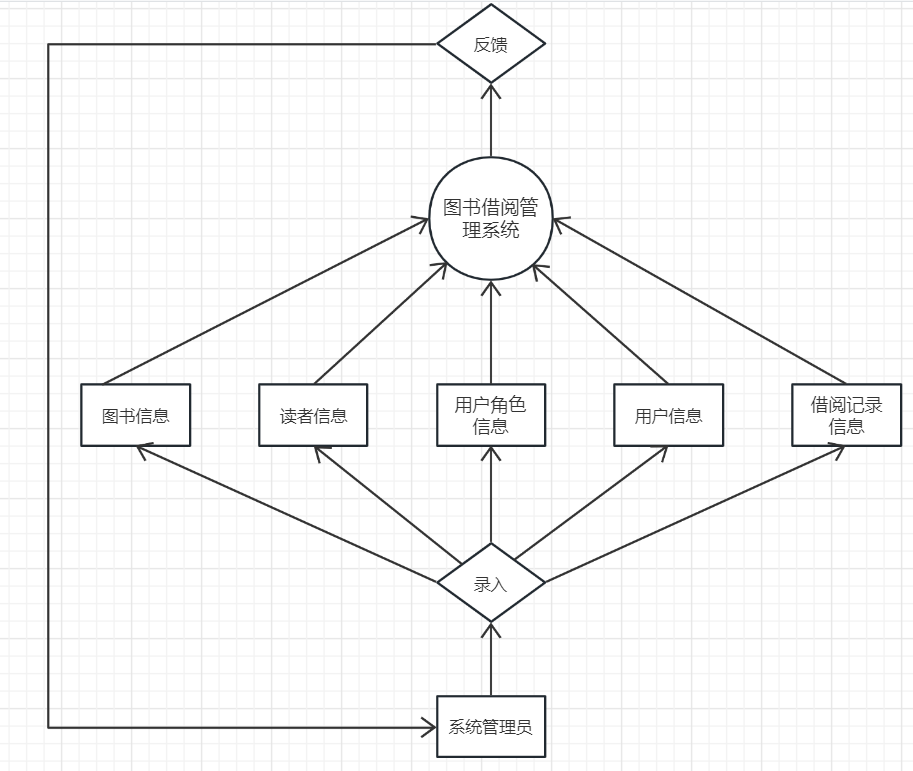 反馈
图书借阅管
理系统
图书信息
读者信息
用户角色
信息
用户信息
借阅记录
信息
录入
系统管理员